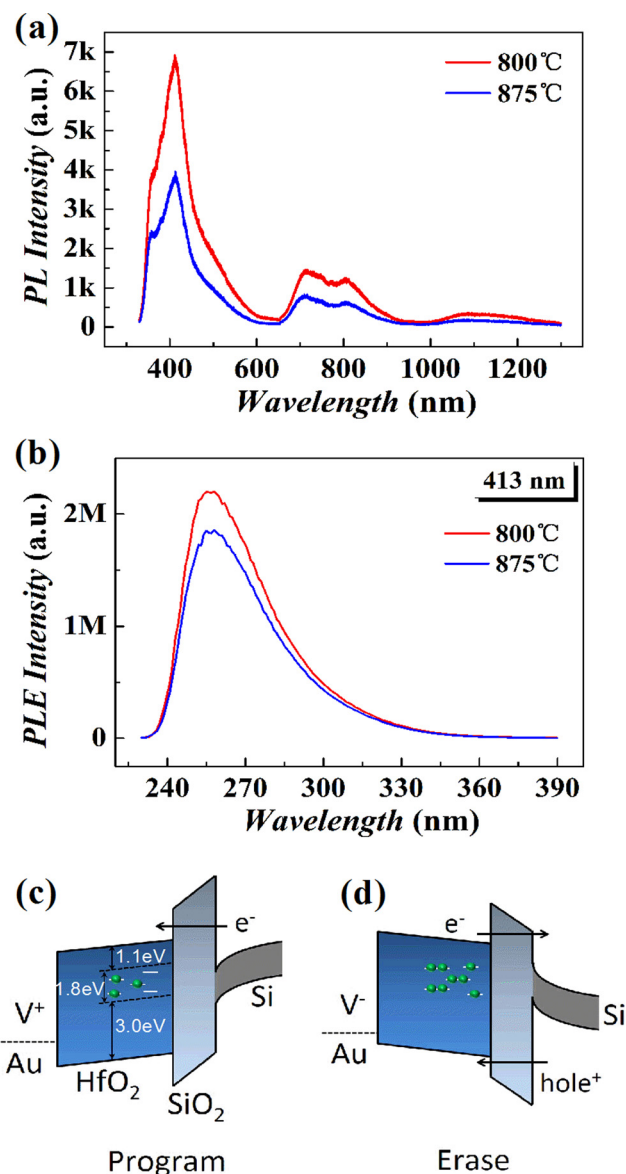 (a)
7k
6k
5k
4k
3k
2k
1k
0
PL Intensity (a.u.)
800℃
875℃
400 600 800 1000 1200
Wavelength (nm)
(b)
413 nm
2M
1M
0
PLE Intensity (a.u.)
800℃
875℃
240 270 300 330 360 390
Wavelength (nm)
(c)
e-
1.1eV
1.8eV
3.0eV
V+
Au
HfO2
SiO2
Si
Program
(d)
e-
V-
Au
Si
hole+
Erase